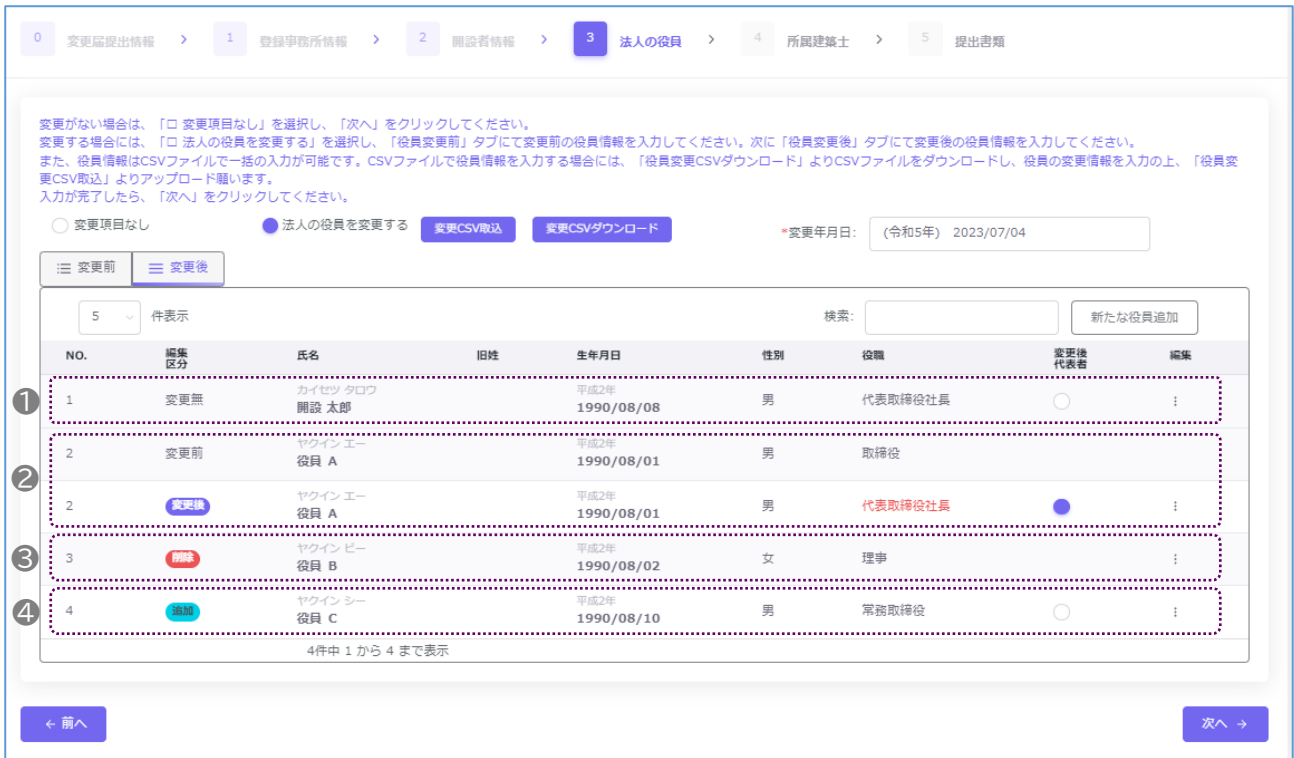 0 変更届提出情報 > 1 登録事務所情報 > 2 開設者情報 > 3 法人の役員 > 4 所属建築士 > 5 提出書類
変更がない場合は、「□ 変更項目なし」を選択し、「次へ」をクリックしてください。
変更する場合には、「□ 法人の役員を変更する」を選択し、「役員変更前」タブにて変更前の役員情報を入力してください。次に「役員変更後」タブにて変更後の役員情報を入力してください。
また、役員情報はCSVファイルで一括の入力が可能です。CSVファイルで役員情報を入力する場合には、「役員変更CSVダウンロード」よりCSVファイルをダウンロードし、役員の変更情報を入力の上、「役員変
更CSV取込」よりアップロード願います。
入力が完了したら、「次へ」をクリックしてください。
変更項目なし 法人の役員を変更する 変更CSV取込 変更CSVダウンロード *変更年月日: (令和5年) 2023/07/04
変更前 変更後
5 件表示 検索: 新たな役員追加
NO. 編集区分 氏名 旧姓 生年月日 性別 役職 変更後代表者 編集
カイセツ タロウ 平成2年
❶ 1 変更無 開設 太郎 1990/08/08 男 代表取締役社長
ヤクイン エー 平成2年
❷ 2 変更前 役員 A 1990/08/01 男 取締役
ヤクイン エー 平成2年
2 変更後 役員 A 1990/08/01 男 代表取締役社長
ヤクイン ビー 平成2年
❸ 3 削除 役員 B 1990/08/02 女 理事
ヤクイン シー 平成2年
❹ 4 追加 役員 C 1990/08/10 男 常務取締役
4件中 1 から 4 まで表示
← 前へ 次へ →